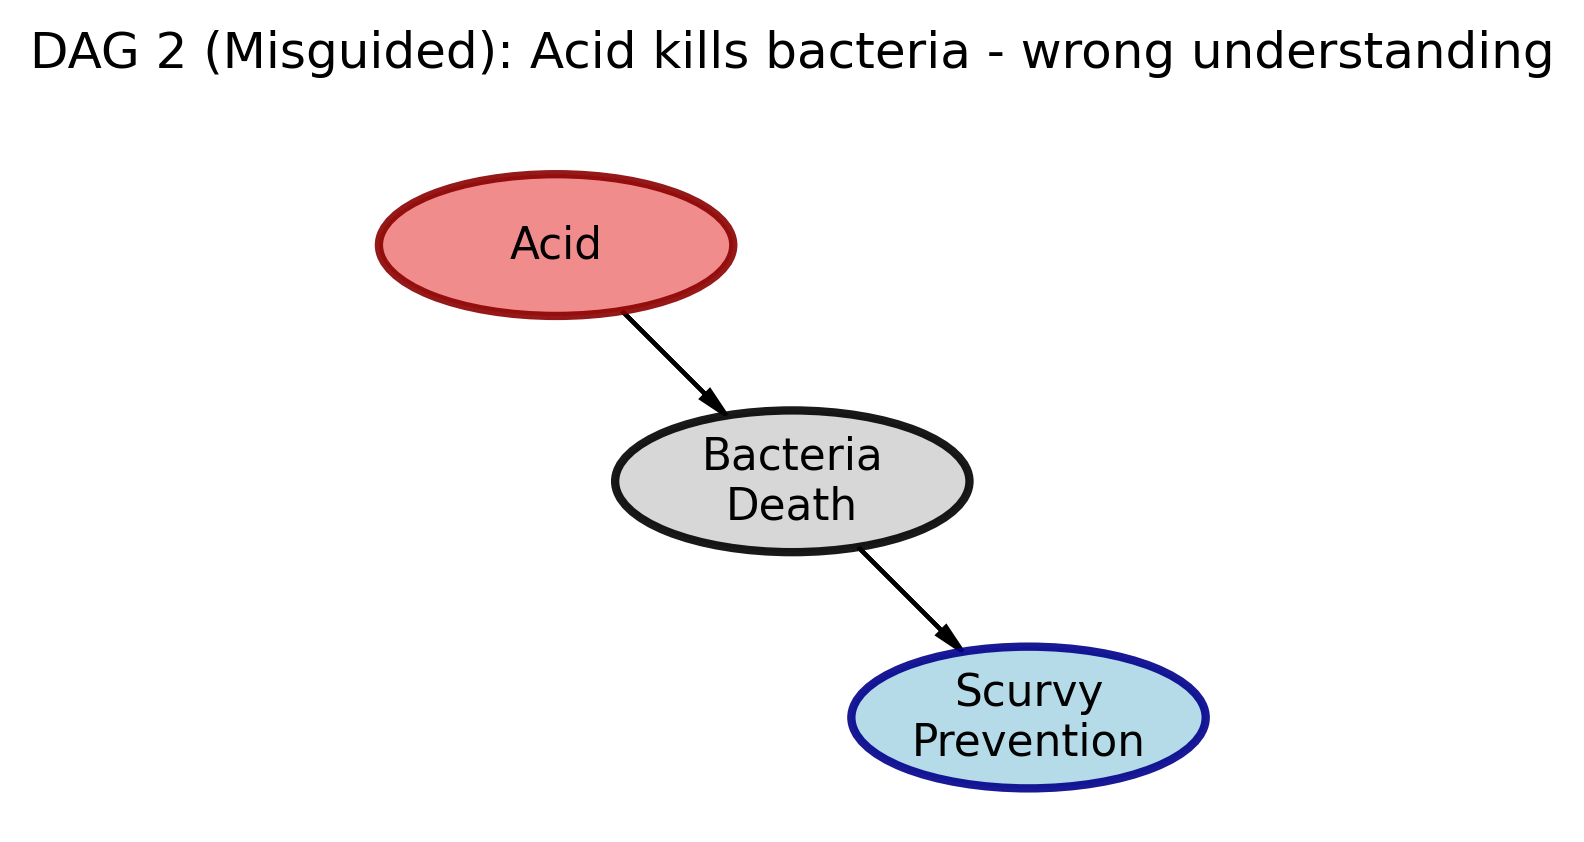 DAG 2 (Misguided): Acid kills bacteria - wrong understanding
Acid
Bacteria
Death
Scurvy
Prevention